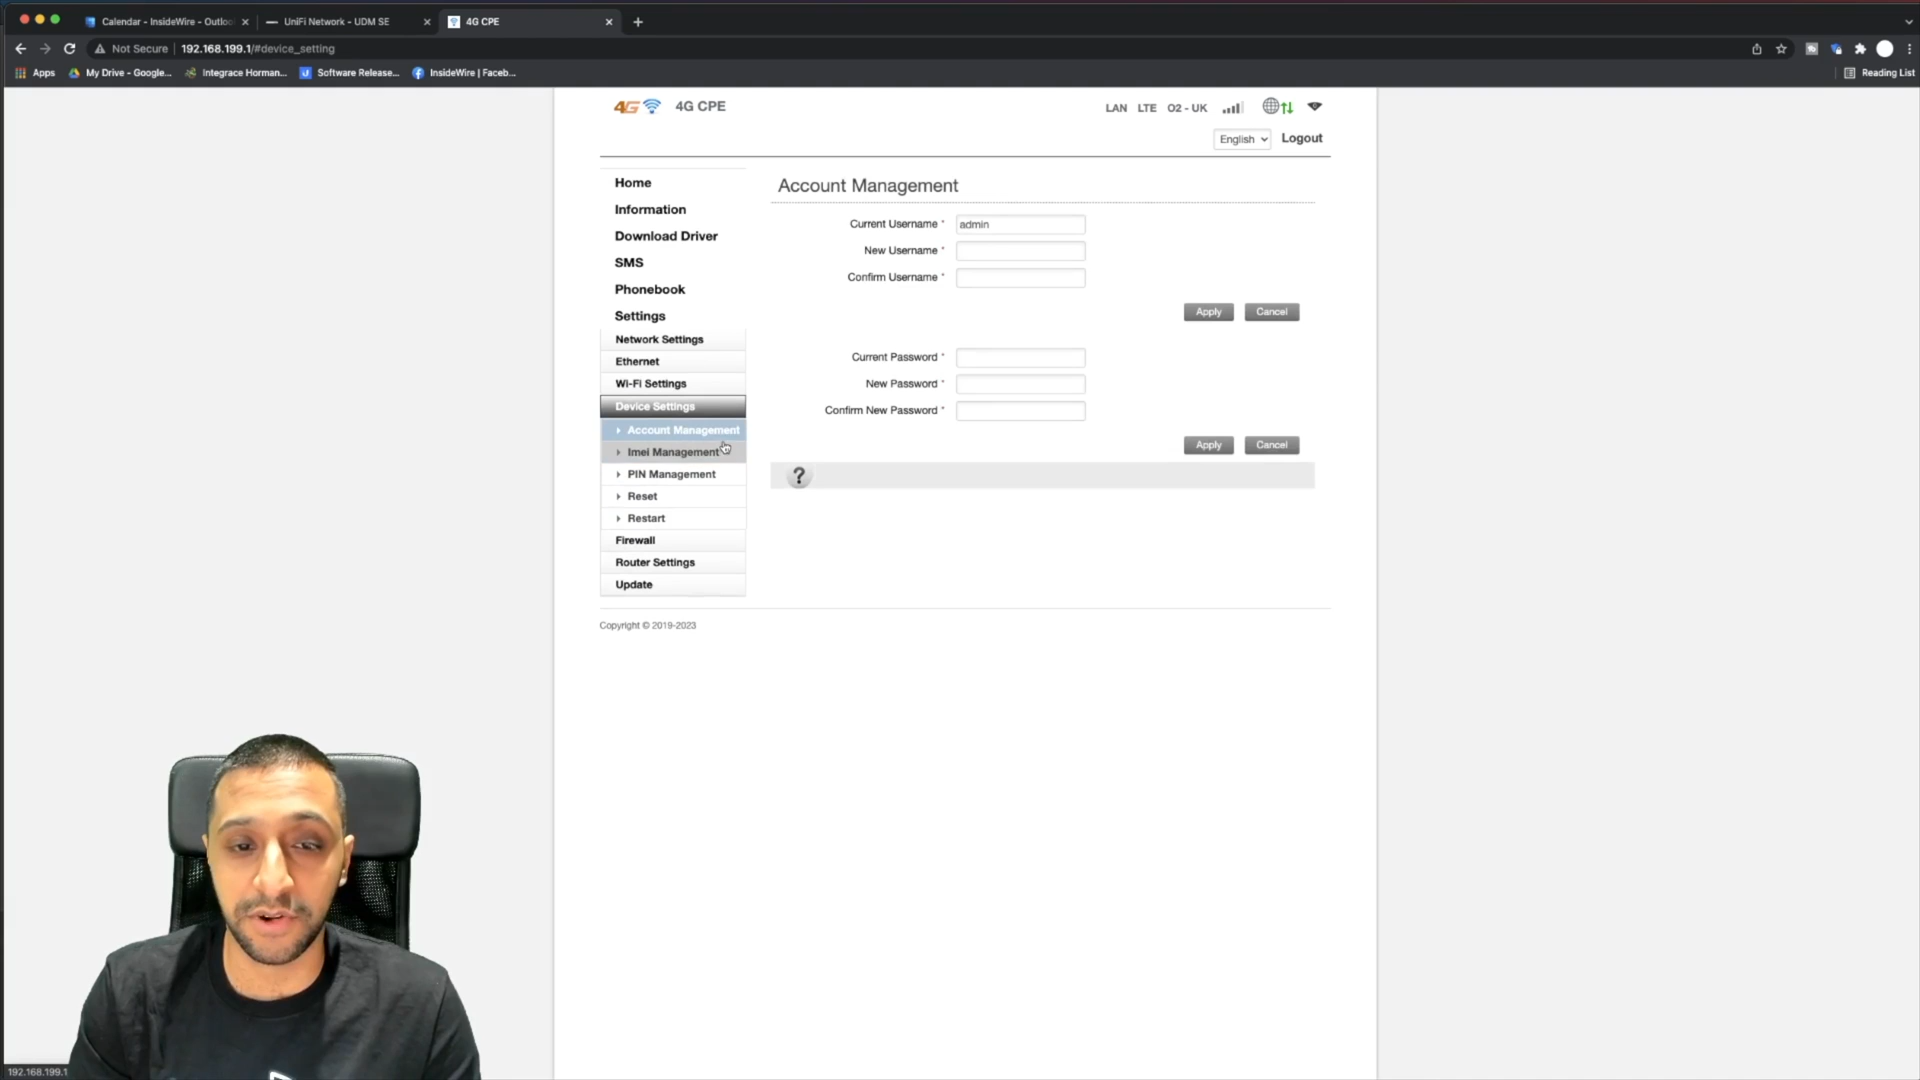 Calendar - InsideWire - Outloo
UniFi Network - UDM SE
4G CPE
Not Secure
192.168.199.1/#device_setting
Apps
My Drive - Google...
Integrace Horman...
Software Release...
InsideWire | Faceb...
Reading List
4G
4G CPE
LAN LTE O2 - UK
English
Logout
Home
Information
Download Driver
SMS
Phonebook
Settings
Network Settings
Ethernet
Wi-Fi Settings
Device Settings
Account Management
Imei Management
PIN Management
Reset
Restart
Firewall
Router Settings
Update
Account Management
Current Username * admin
New Username *
Confirm Username *
Apply Cancel
Current Password *
New Password *
Confirm New Password *
Apply Cancel
?
Copyright © 2019-2023
192.168.199.1